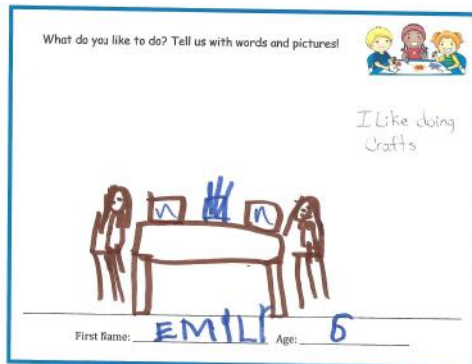 What do you like to do? Tell us with words and pictures!
I Like doing
Crafts
n n
First Name: EMILI Age: 6